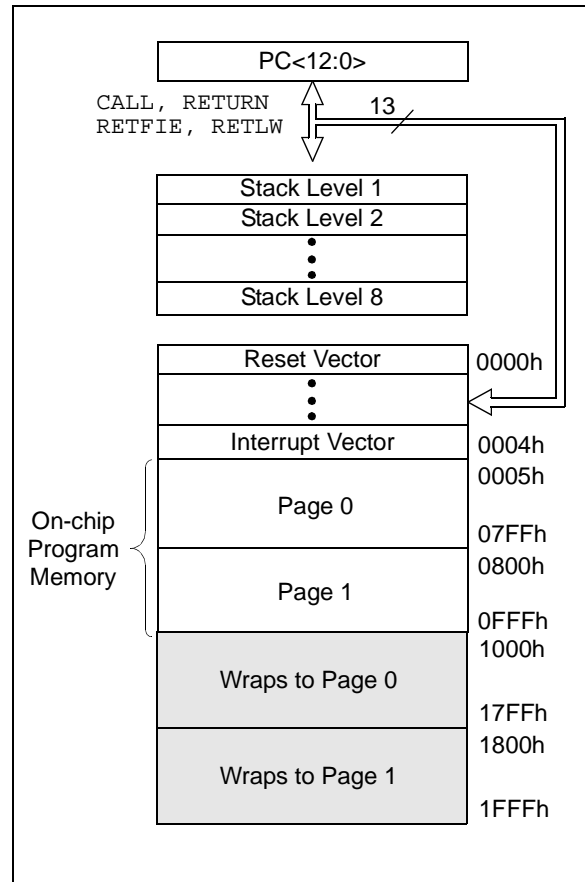 PC<12:0>
CALL, RETURN
RETFIE, RETLW
13
Stack Level 1
Stack Level 2
Stack Level 8
Reset Vector
0000h
Interrupt Vector
0004h
0005h
On-chip
Program
Memory
Page 0
07FFh
0800h
Page 1
0FFFh
1000h
Wraps to Page 0
17FFh
1800h
Wraps to Page 1
1FFFh